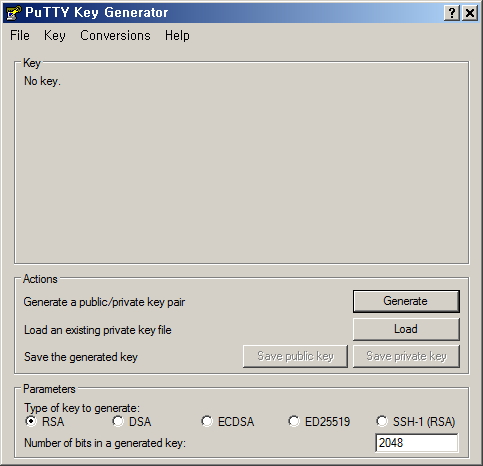 PuTTY Key Generator
File Key Conversions Help
Key
No key.
Actions
Generate a public/private key pair
Generate
Load an existing private key file
Load
Save the generated key
Save public key
Save private key
Parameters
Type of key to generate:
RSA DSA ECDSA ED25519 SSH-1 (RSA)
Number of bits in a generated key:
2048